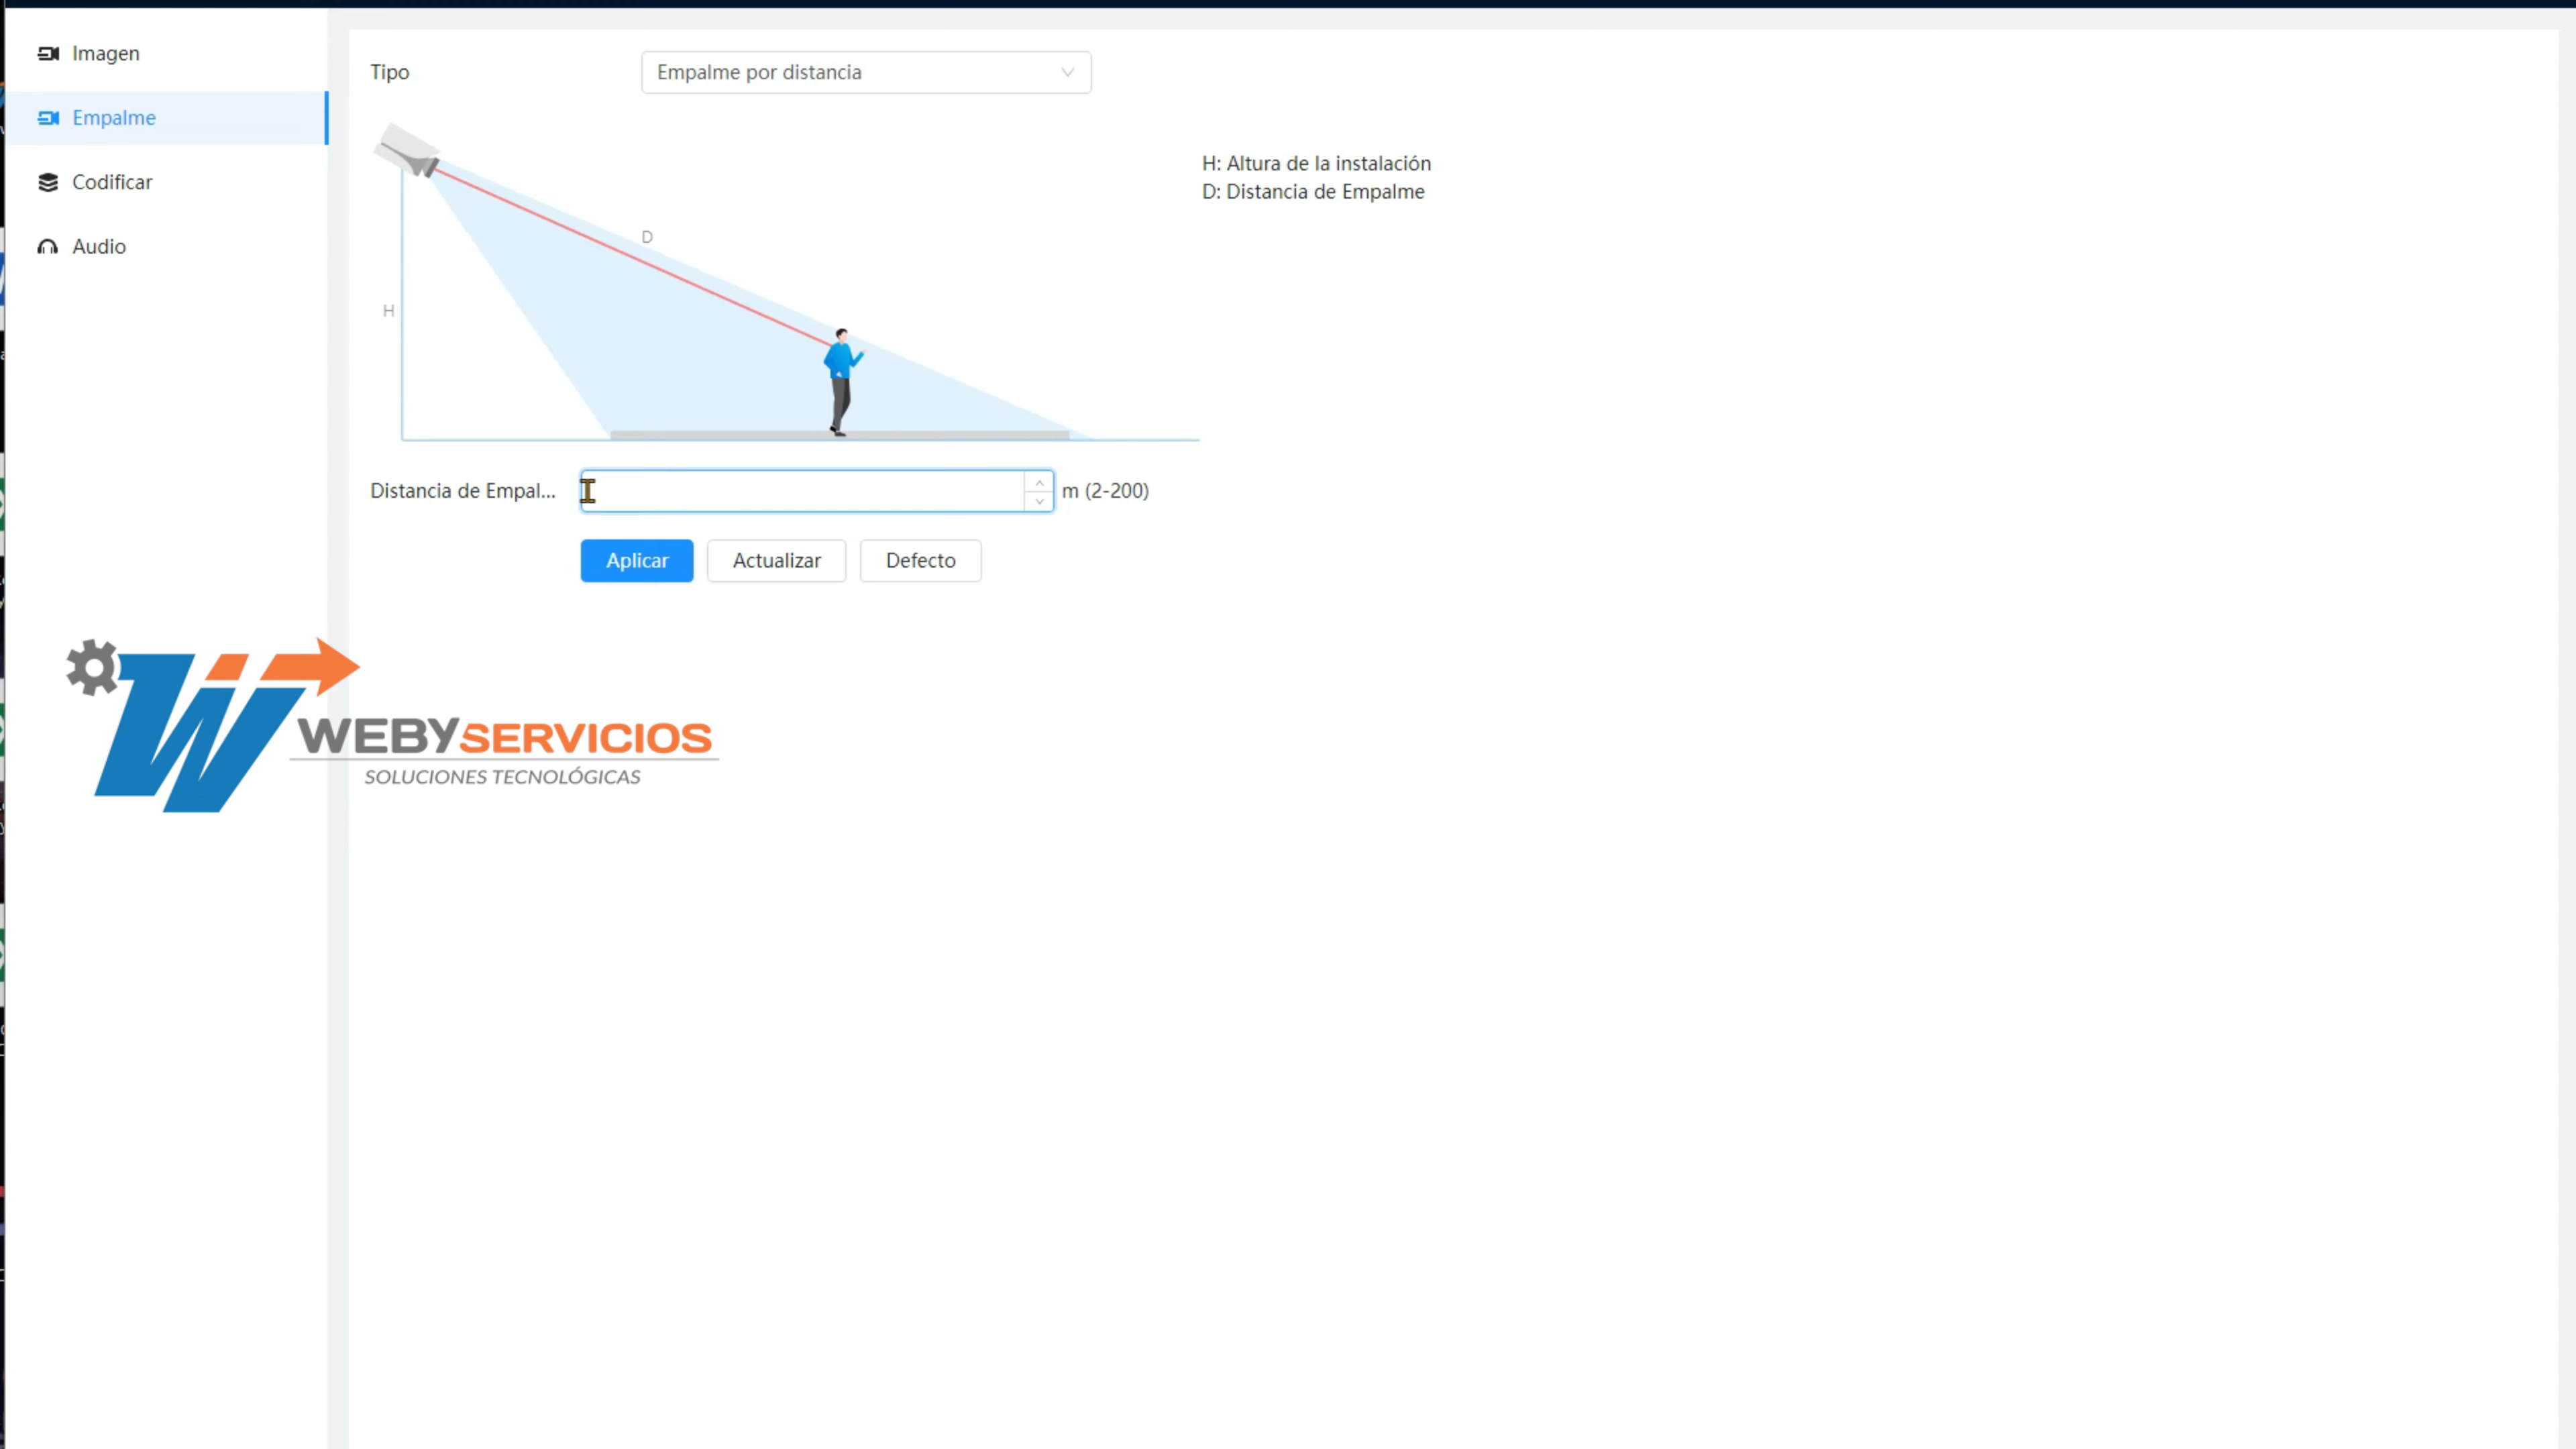 Imagen
Empalme
Codificar
Audio
Tipo
Empalme por distancia
H: Altura de la instalación
D: Distancia de Empalme
D
H
Distancia de Empal...
m (2-200)
Aplicar
Actualizar
Defecto
WEBYSERVICIOS
SOLUCIONES TECNOLÓGICAS